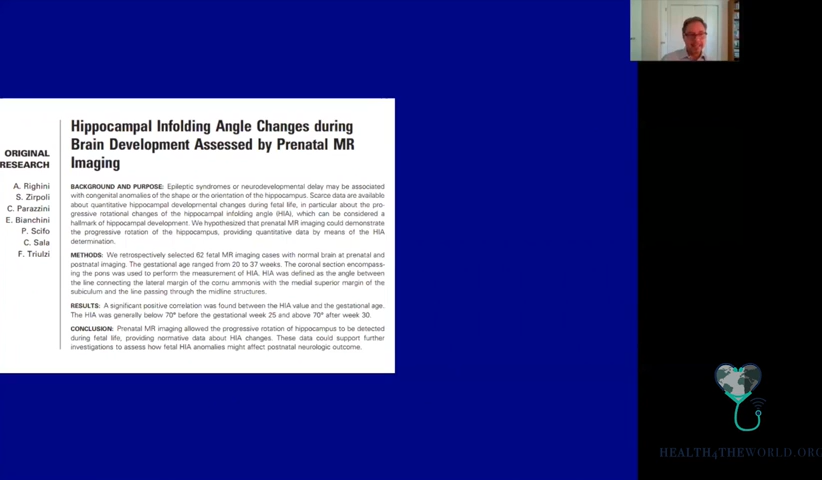 Hippocampal Infolding Angle Changes during
Brain Development Assessed by Prenatal MR
Imaging
ORIGINAL
RESEARCH
A. Righini
S. Zirpoli
C. Parazzini
E. Bianchini
P. Scifo
C. Sala
F. Triulzi
BACKGROUND AND PURPOSE: Epileptic syndromes or neurodevelopmental delay may be associated
with congenital anomalies of the shape or the orientation of the hippocampus. Scarce data are available
about quantitative hippocampal developmental changes during fetal life, in particular about the pro-
gressive rotational changes of the hippocampal infolding angle (HIA), which can be considered a
hallmark of hippocampal development. We hypothesized that prenatal MR imaging could demonstrate
the progressive rotation of the hippocampus, providing quantitative data by means of the HIA
determination.
METHODS: We retrospectively selected 62 fetal MR imaging cases with normal brain at prenatal and
postnatal imaging. The gestational age ranged from 20 to 37 weeks. The coronal section encompass-
ing the pons was used to perform the measurement of HIA. HIA was defined as the angle between
the line connecting the lateral margin of the cornu ammonis with the medial superior margin of the
subiculum and the line passing through the midline structures.
RESULTS: A significant positive correlation was found between the HIA value and the gestational age.
The HIA was generally below 70° before the gestational week 25 and above 70° after week 30.
CONCLUSION: Prenatal MR imaging allowed the progressive rotation of hippocampus to be detected
during fetal life, providing normative data about HIA changes. These data could support further
investigations to assess how fetal HIA anomalies might affect postnatal neurologic outcome.
HEALTH4THEWORLD.ORG